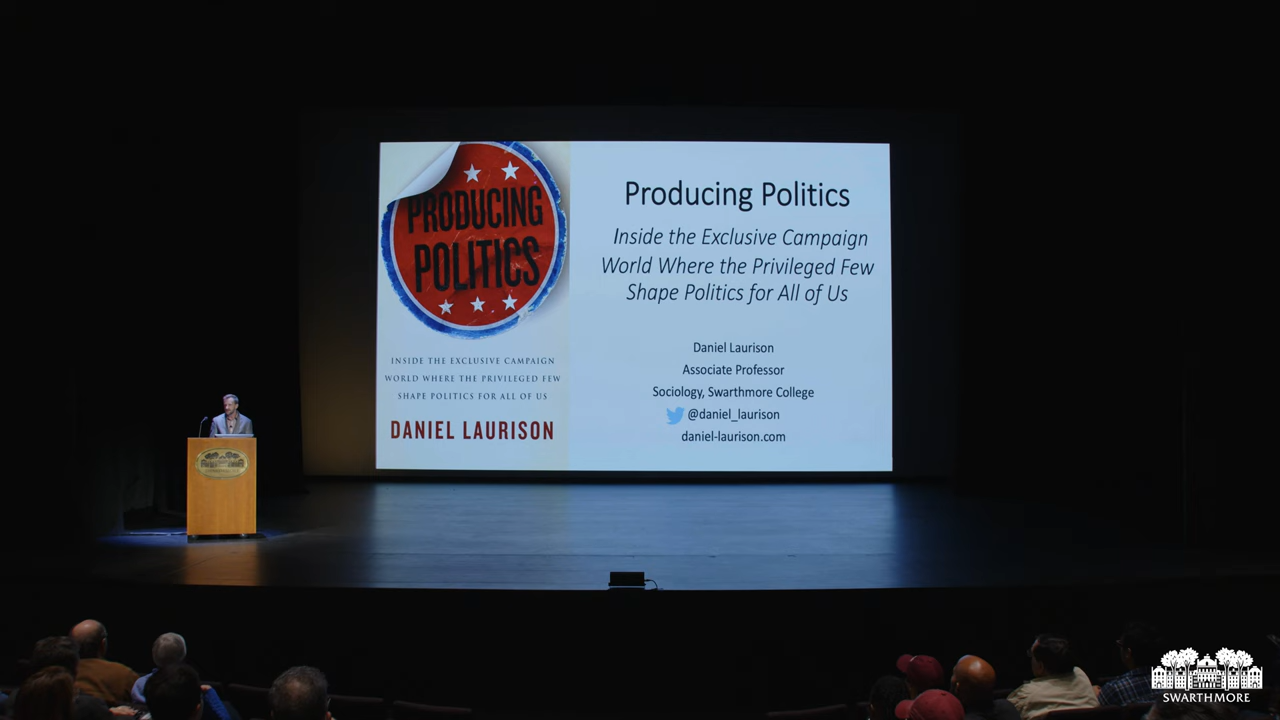 PRODUCING
POLITICS
INSIDE THE EXCLUSIVE CAMPAIGN
WORLD WHERE THE PRIVILEGED FEW
SHAPE POLITICS FOR ALL OF US
DANIEL LAURISON
Producing Politics
Inside the Exclusive Campaign
World Where the Privileged Few
Shape Politics for All of Us
Daniel Laurison
Associate Professor
Sociology, Swarthmore College
@daniel_laurison
daniel-laurison.com
SWARTHMORE